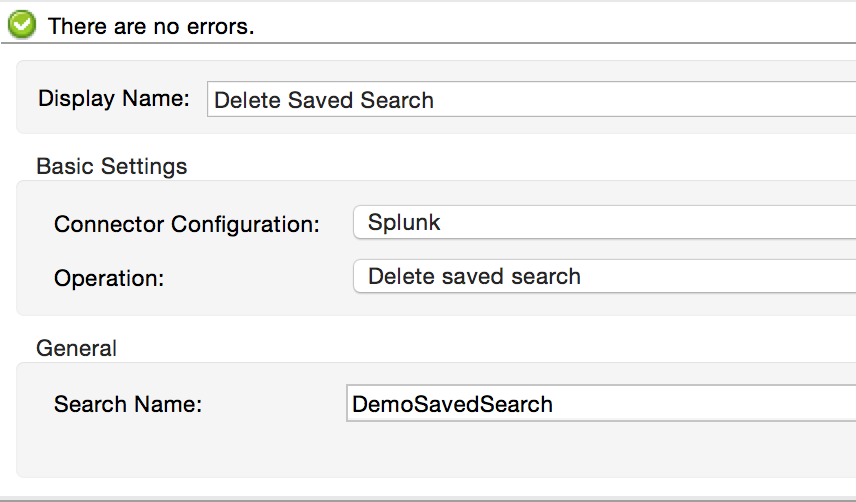 There are no errors.
Display Name: Delete Saved Search
Basic Settings
Connector Configuration: Splunk
Operation: Delete saved search
General
Search Name: DemoSavedSearch